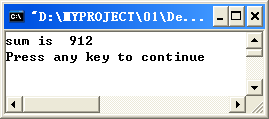 "D:\MYPROJECT\01\De...
sum is  912
Press any key to continue